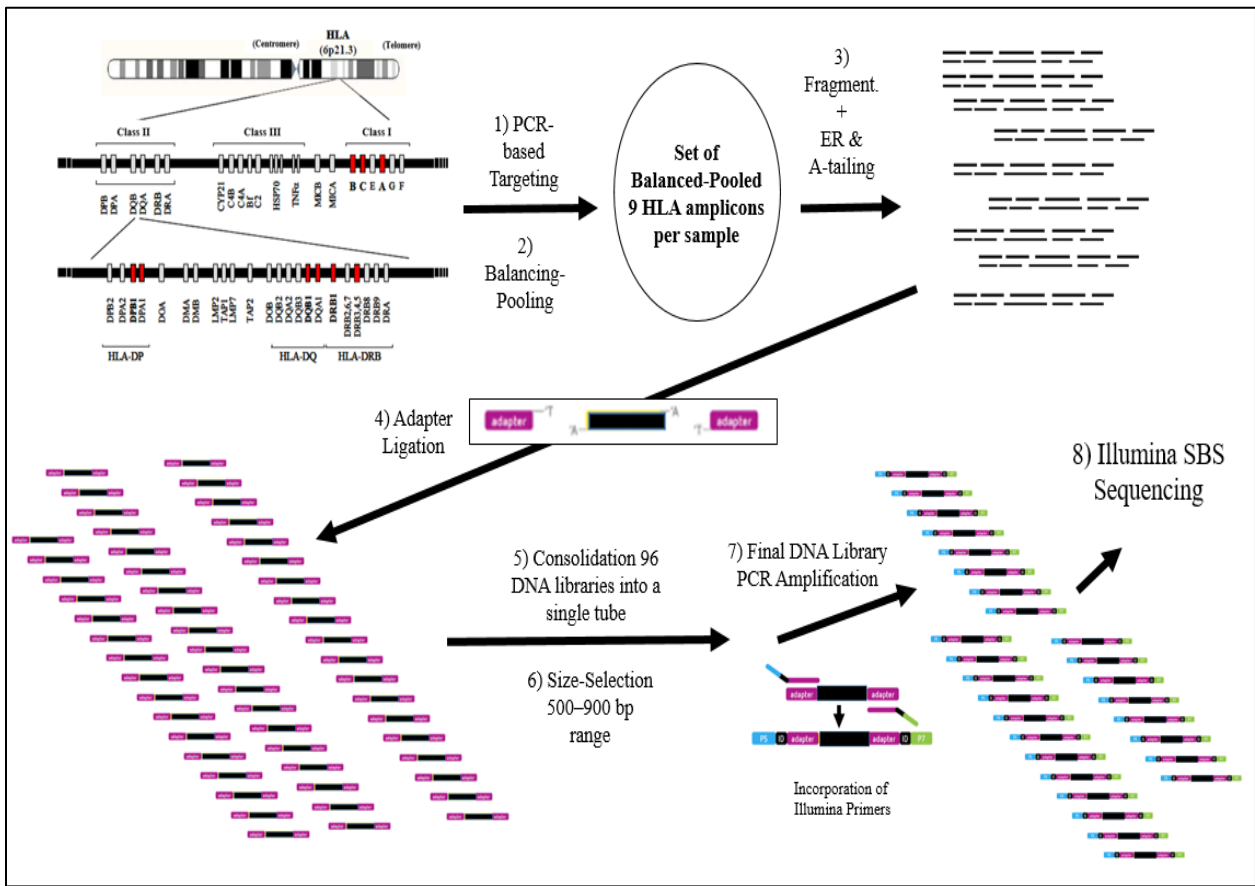 HLA
(6p21.3)
(Centromere)
(Telomere)
Class II
Class III
Class I
DPB
DPA
DQB
DQA
DRB
DRA
CYP21
C4B
C4A
Bf
C2
HSP70
TNFα
MICB
MICA
B C E A G F
DPB2
DPA2
DPB1
DPA1
DOA
DMA
DMB
LMP2
TAP1
LMP7
TAP2
DOB
DQB2
DQA2
DQB3
DQB1
DQA1
DRB1
DRB2,6,7
DRB3,4,5
DRB8
DRB9
DRA
HLA-DP
HLA-DQ
HLA-DRB
1) PCR-
based
Targeting
2)
Balancing-
Pooling
Set of
Balanced-Pooled
9 HLA amplicons
per sample
3)
Fragment.
+
ER &
A-tailing
4) Adapter
Ligation
adapter
'T
'A
'A
'T
adapter
5) Consolidation 96
DNA libraries into a
single tube
6) Size-Selection
500–900 bp
range
7) Final DNA Library
PCR Amplification
adapter
adapter
P5 ID adapter adapter ID P7
Incorporation of
Illumina Primers
8) Illumina SBS
Sequencing